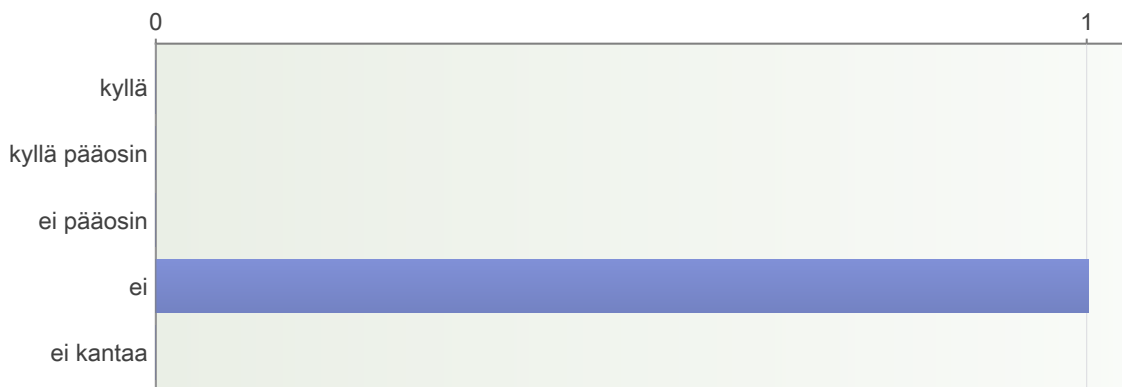 0 1
kyllä
kyllä pääosin
ei pääosin
ei
ei kantaa